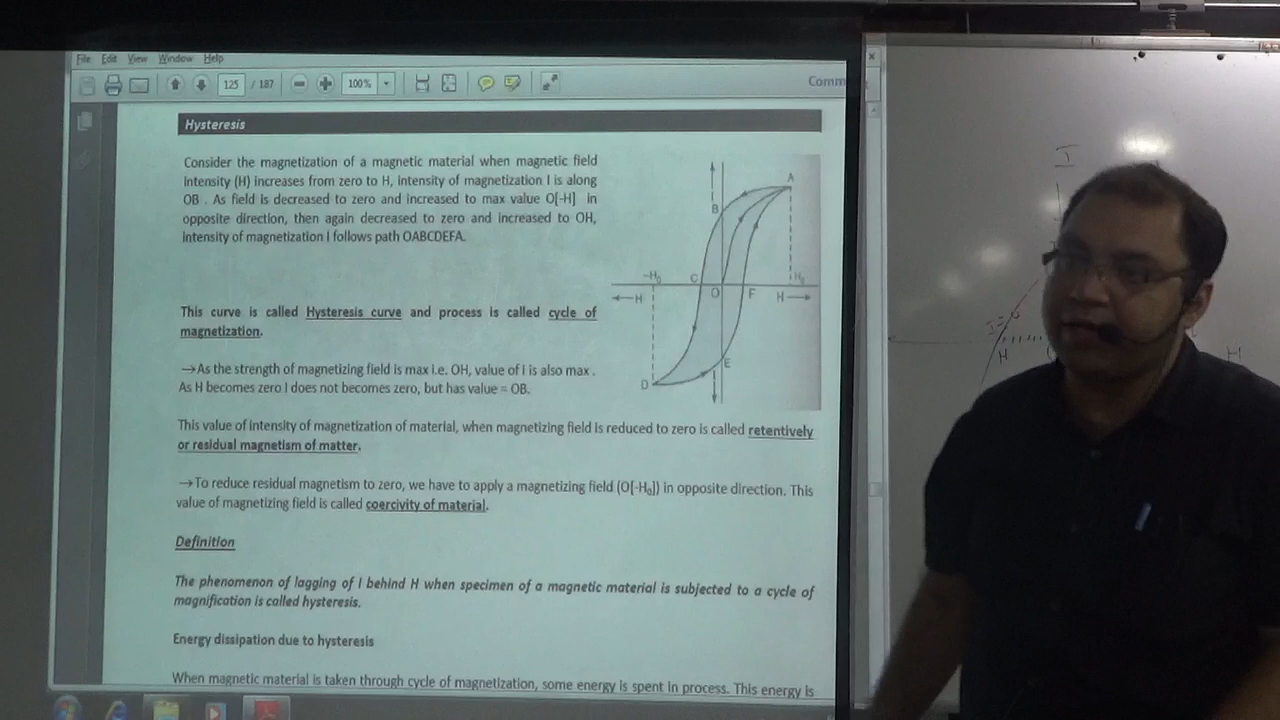 File Edit View Window Help
125 / 187 100% Comm
Hysteresis
Consider the magnetization of a magnetic material when magnetic field
intensity (H) increases from zero to H, intensity of magnetization I is along
OB . As field is decreased to zero and increased to max value O[-H] in
opposite direction, then again decreased to zero and increased to OH,
intensity of magnetization I follows path OABCDEFA.
A
B
-H₀ C H₀
←H O F H→
E
D
This curve is called Hysteresis curve and process is called cycle of
magnetization.
→As the strength of magnetizing field is max i.e. OH, value of I is also max .
As H becomes zero I does not becomes zero, but has value = OB.
This value of intensity of magnetization of material, when magnetizing field is reduced to zero is called retentively
or residual magnetism of matter.
→To reduce residual magnetism to zero, we have to apply a magnetizing field (O[-H₀]) in opposite direction. This
value of magnetizing field is called coercivity of material.
Definition
The phenomenon of lagging of I behind H when specimen of a magnetic material is subjected to a cycle of
magnification is called hysteresis.
Energy dissipation due to hysteresis
When magnetic material is taken through cycle of magnetization, some energy is spent in process. This energy is
I
H
H